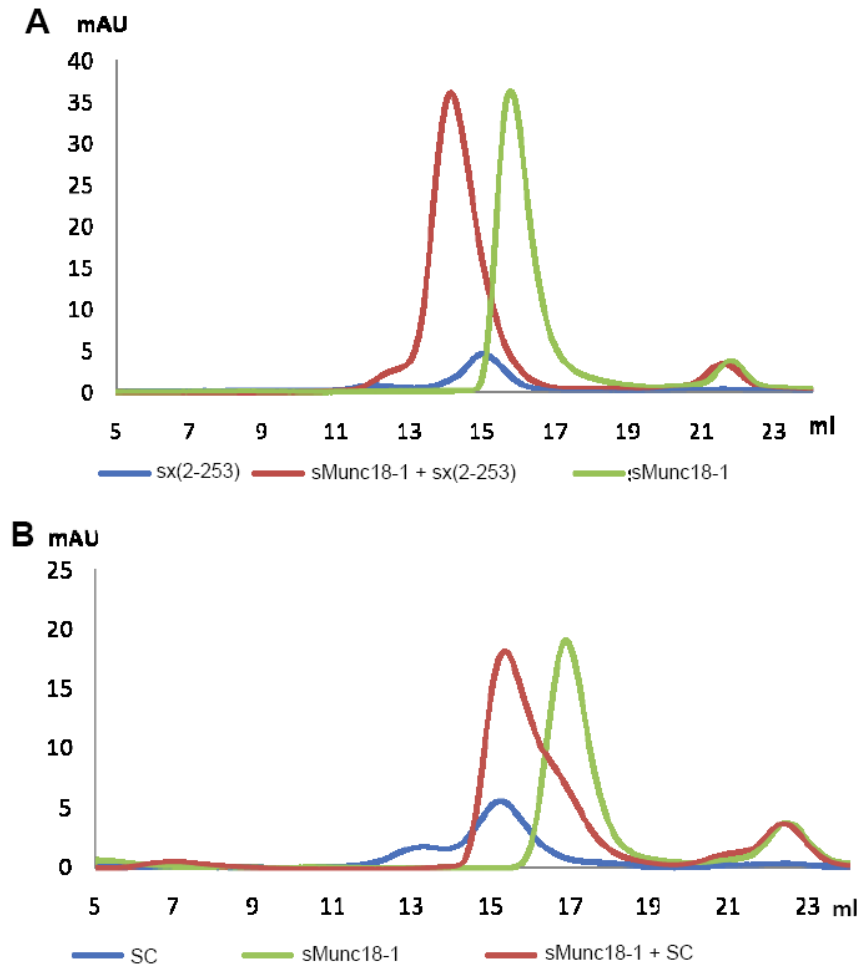 A
mAU
40
35
30
25
20
15
10
5
0
5 7 9 11 13 15 17 19 21 23 ml
sx(2-253) sMunc18-1 + sx(2-253) sMunc18-1
B mAU
25
20
15
10
5
0
5 7 9 11 13 15 17 19 21 23 ml
SC sMunc18-1 sMunc18-1 + SC